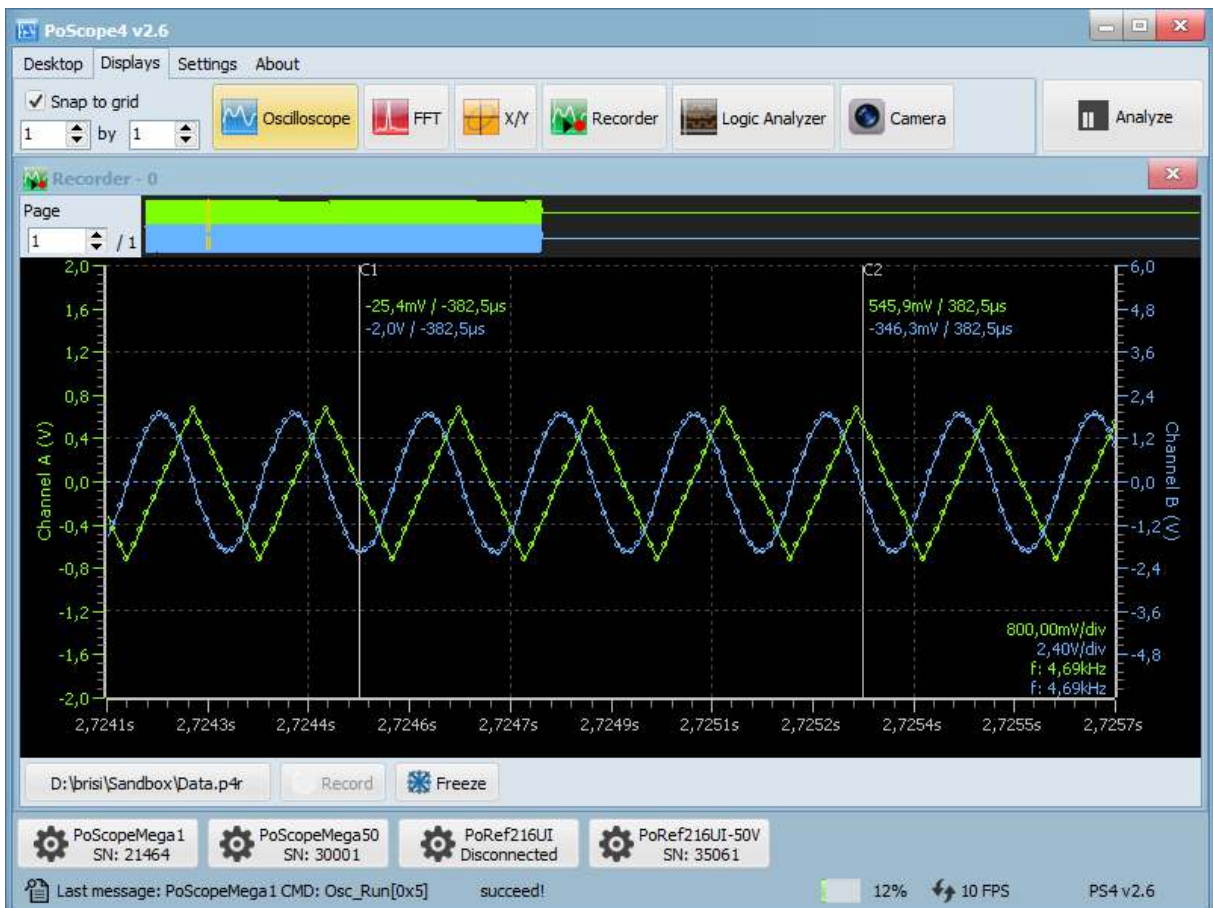 PoScope4 v2.6
Desktop Displays Settings About
Snap to grid
1 by 1
Oscilloscope FFT X/Y Recorder Logic Analyzer Camera Analyze
Recorder - 0
Page
1 / 1
2,0 C1 C2 6,0
-25,4mV / -382,5µs 545,9mV / 382,5µs
1,6 4,8
-2,0V / -382,5µs -346,3mV / 382,5µs
1,2 3,6
0,8 2,4
0,4 1,2
Channel A (V) 0,0 0,0 Channel B (V)
-0,4 -1,2
-0,8 -2,4
-1,2 -3,6
800,00mV/div
-1,6 2,40V/div -4,8
f: 4,69kHz
-2,0 f: 4,69kHz
2,7241s 2,7243s 2,7244s 2,7246s 2,7247s 2,7249s 2,7251s 2,7252s 2,7254s 2,7255s 2,7257s
D:\brisi\Sandbox\Data.p4r Record Freeze
PoScopeMega1 PoScopeMega50 PoRef216UI PoRef216UI-50V
SN: 21464 SN: 30001 Disconnected SN: 35061
Last message: PoScopeMega1 CMD: Osc_Run[0x5] succeed! 12% 10 FPS PS4 v2.6